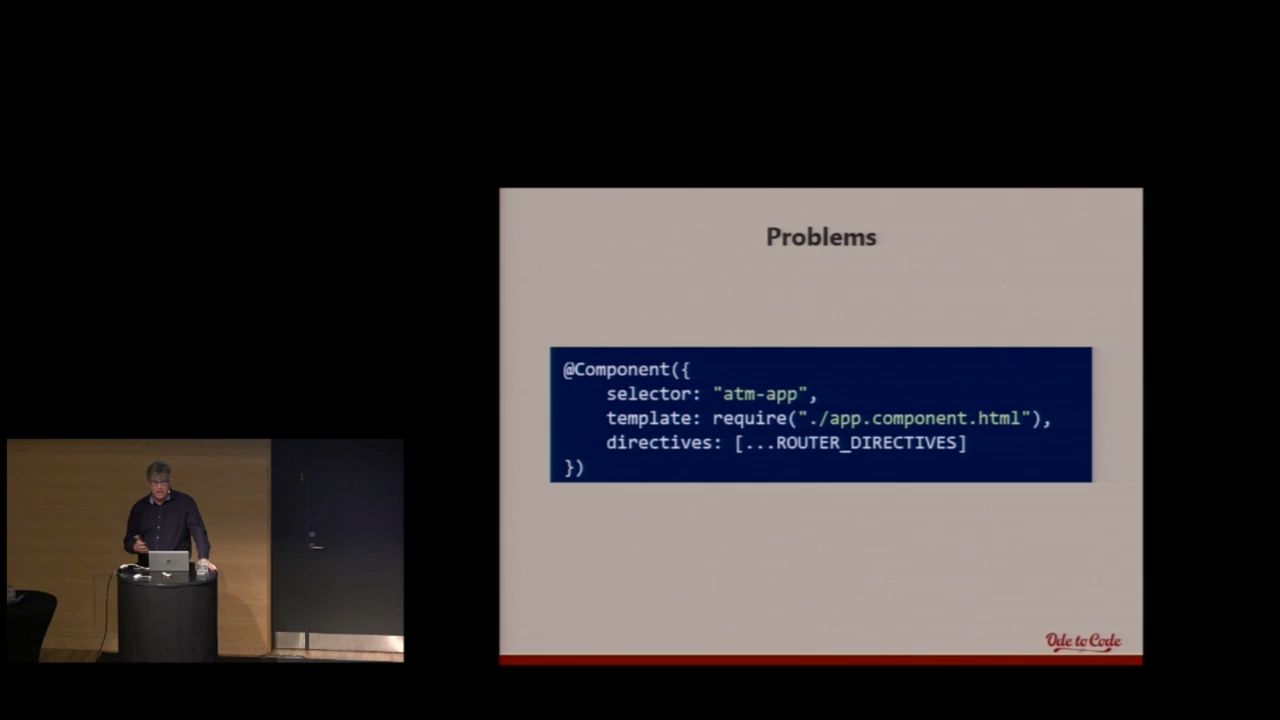 Problems
@Component({
    selector: "atm-app",
    template: require("./app.component.html"),
    directives: [...ROUTER_DIRECTIVES]
})
Ode to Code